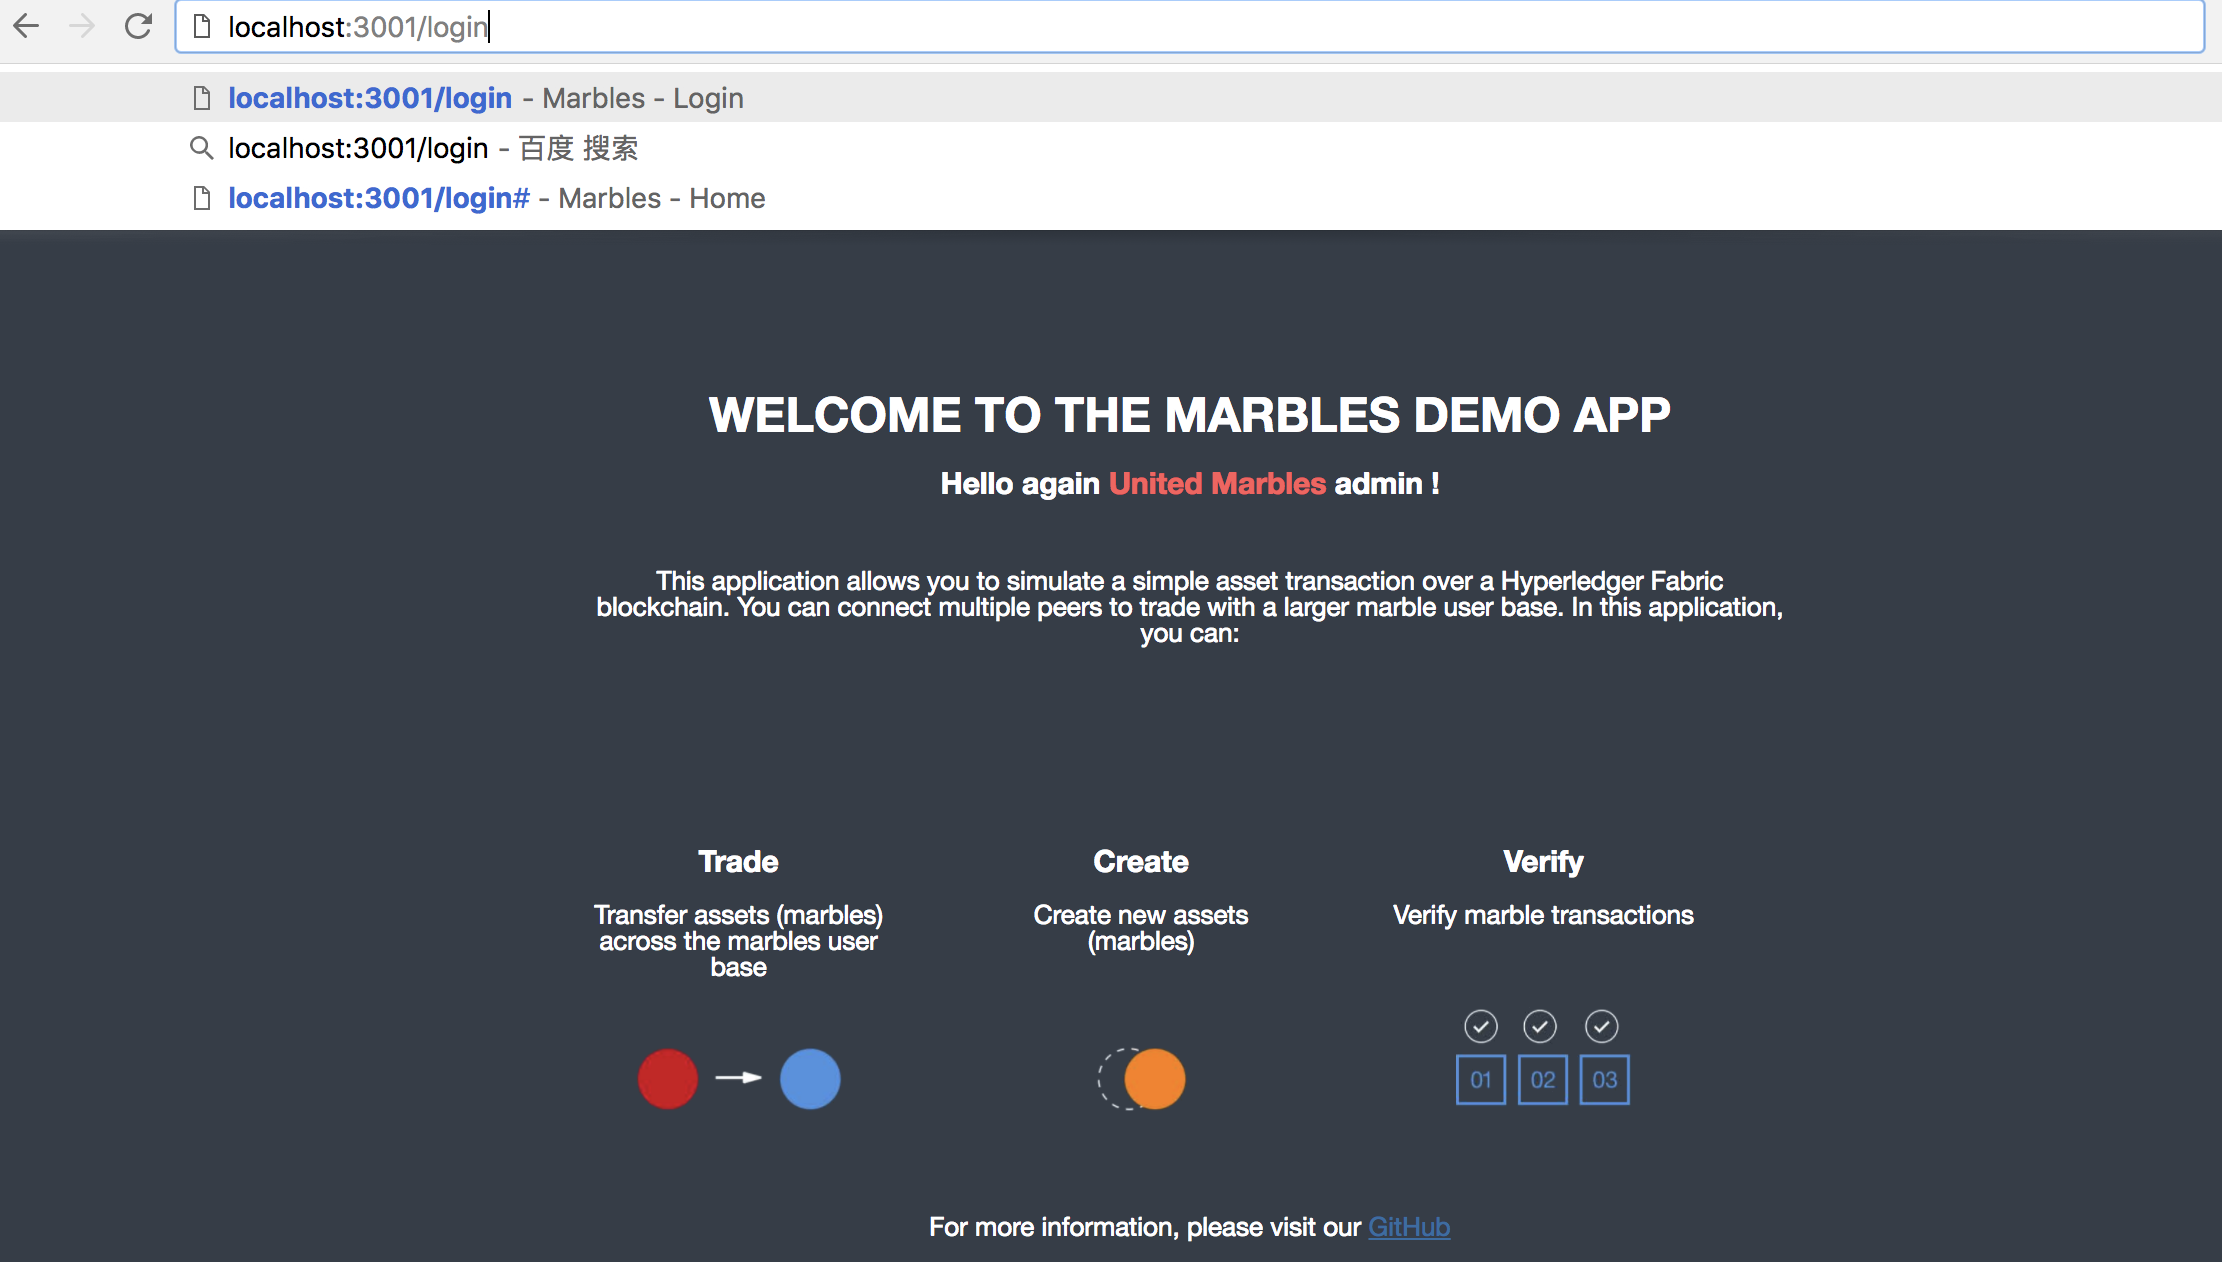 localhost:3001/login
localhost:3001/login - Marbles - Login
localhost:3001/login - 百度 搜索
localhost:3001/login# - Marbles - Home
WELCOME TO THE MARBLES DEMO APP
Hello again United Marbles admin !
This application allows you to simulate a simple asset transaction over a Hyperledger Fabric
blockchain. You can connect multiple peers to trade with a larger marble user base. In this application,
you can:
Trade
Transfer assets (marbles)
across the marbles user
base
Create
Create new assets
(marbles)
Verify
Verify marble transactions
01 02 03
For more information, please visit our GitHub